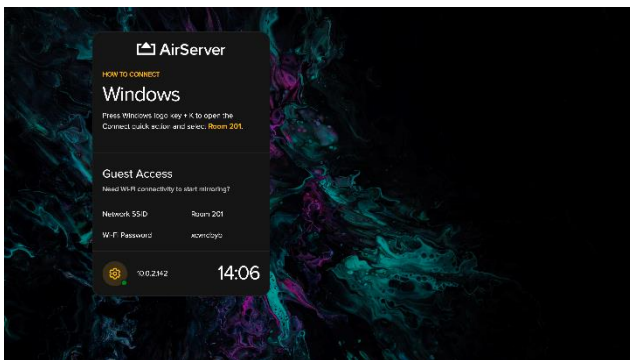 AirServer
HOW TO CONNECT
Windows
Press Windows logo key + K to open the
Connect quick action and select Room 201.
Guest Access
Need Wi-Fi connectivity to start mirroring?
Network SSID Room 201
Wi-Fi Password
10.0.2.142 14:06